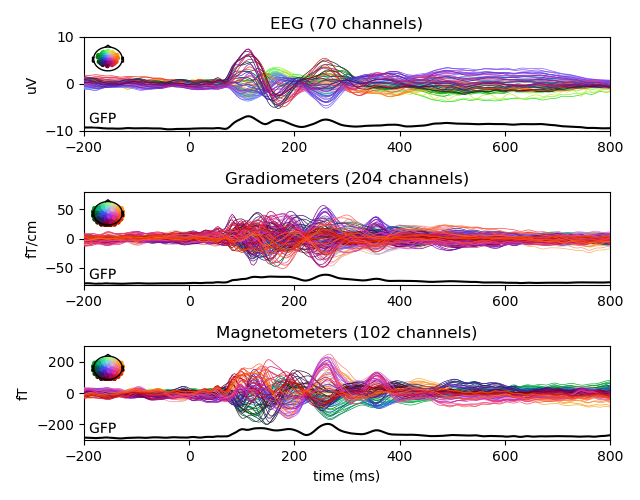 EEG (70 channels)
10
0
−10
uV
GFP
−200 0 200 400 600 800
Gradiometers (204 channels)
50
0
−50
fT/cm
GFP
−200 0 200 400 600 800
Magnetometers (102 channels)
200
0
−200
fT
GFP
−200 0 200 400 600 800
time (ms)